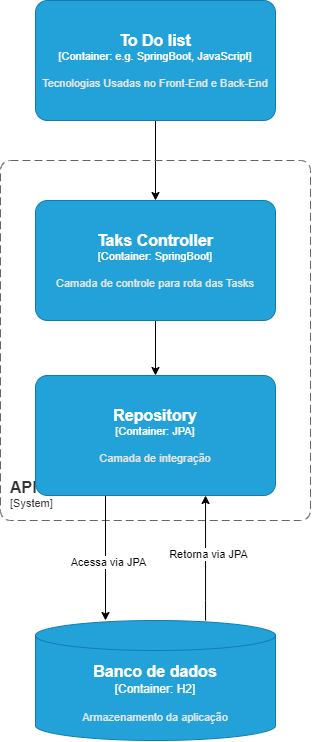 To Do list
[Container: e.g. SpringBoot, JavaScript]
Tecnologias Usadas no Front-End e Back-End
Taks Controller
[Container: SpringBoot]
Camada de controle para rota das Tasks
Repository
[Container: JPA]
Camada de integração
API
[System]
Acessa via JPA
Retorna via JPA
Banco de dados
[Container: H2]
Armazenamento da aplicação